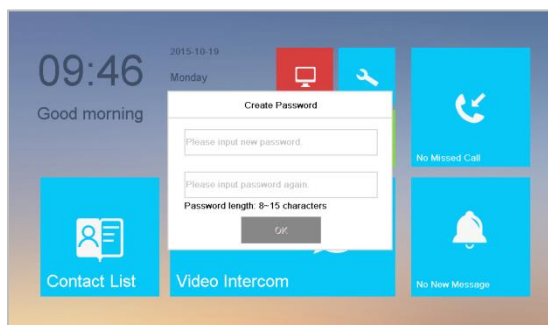 2015-10-19
09:46
Monday
Good morning
Create Password
Please input new password.
Please input password again.
Password length: 8~15 characters
OK
No Missed Call
Contact List
Video Intercom
No New Message